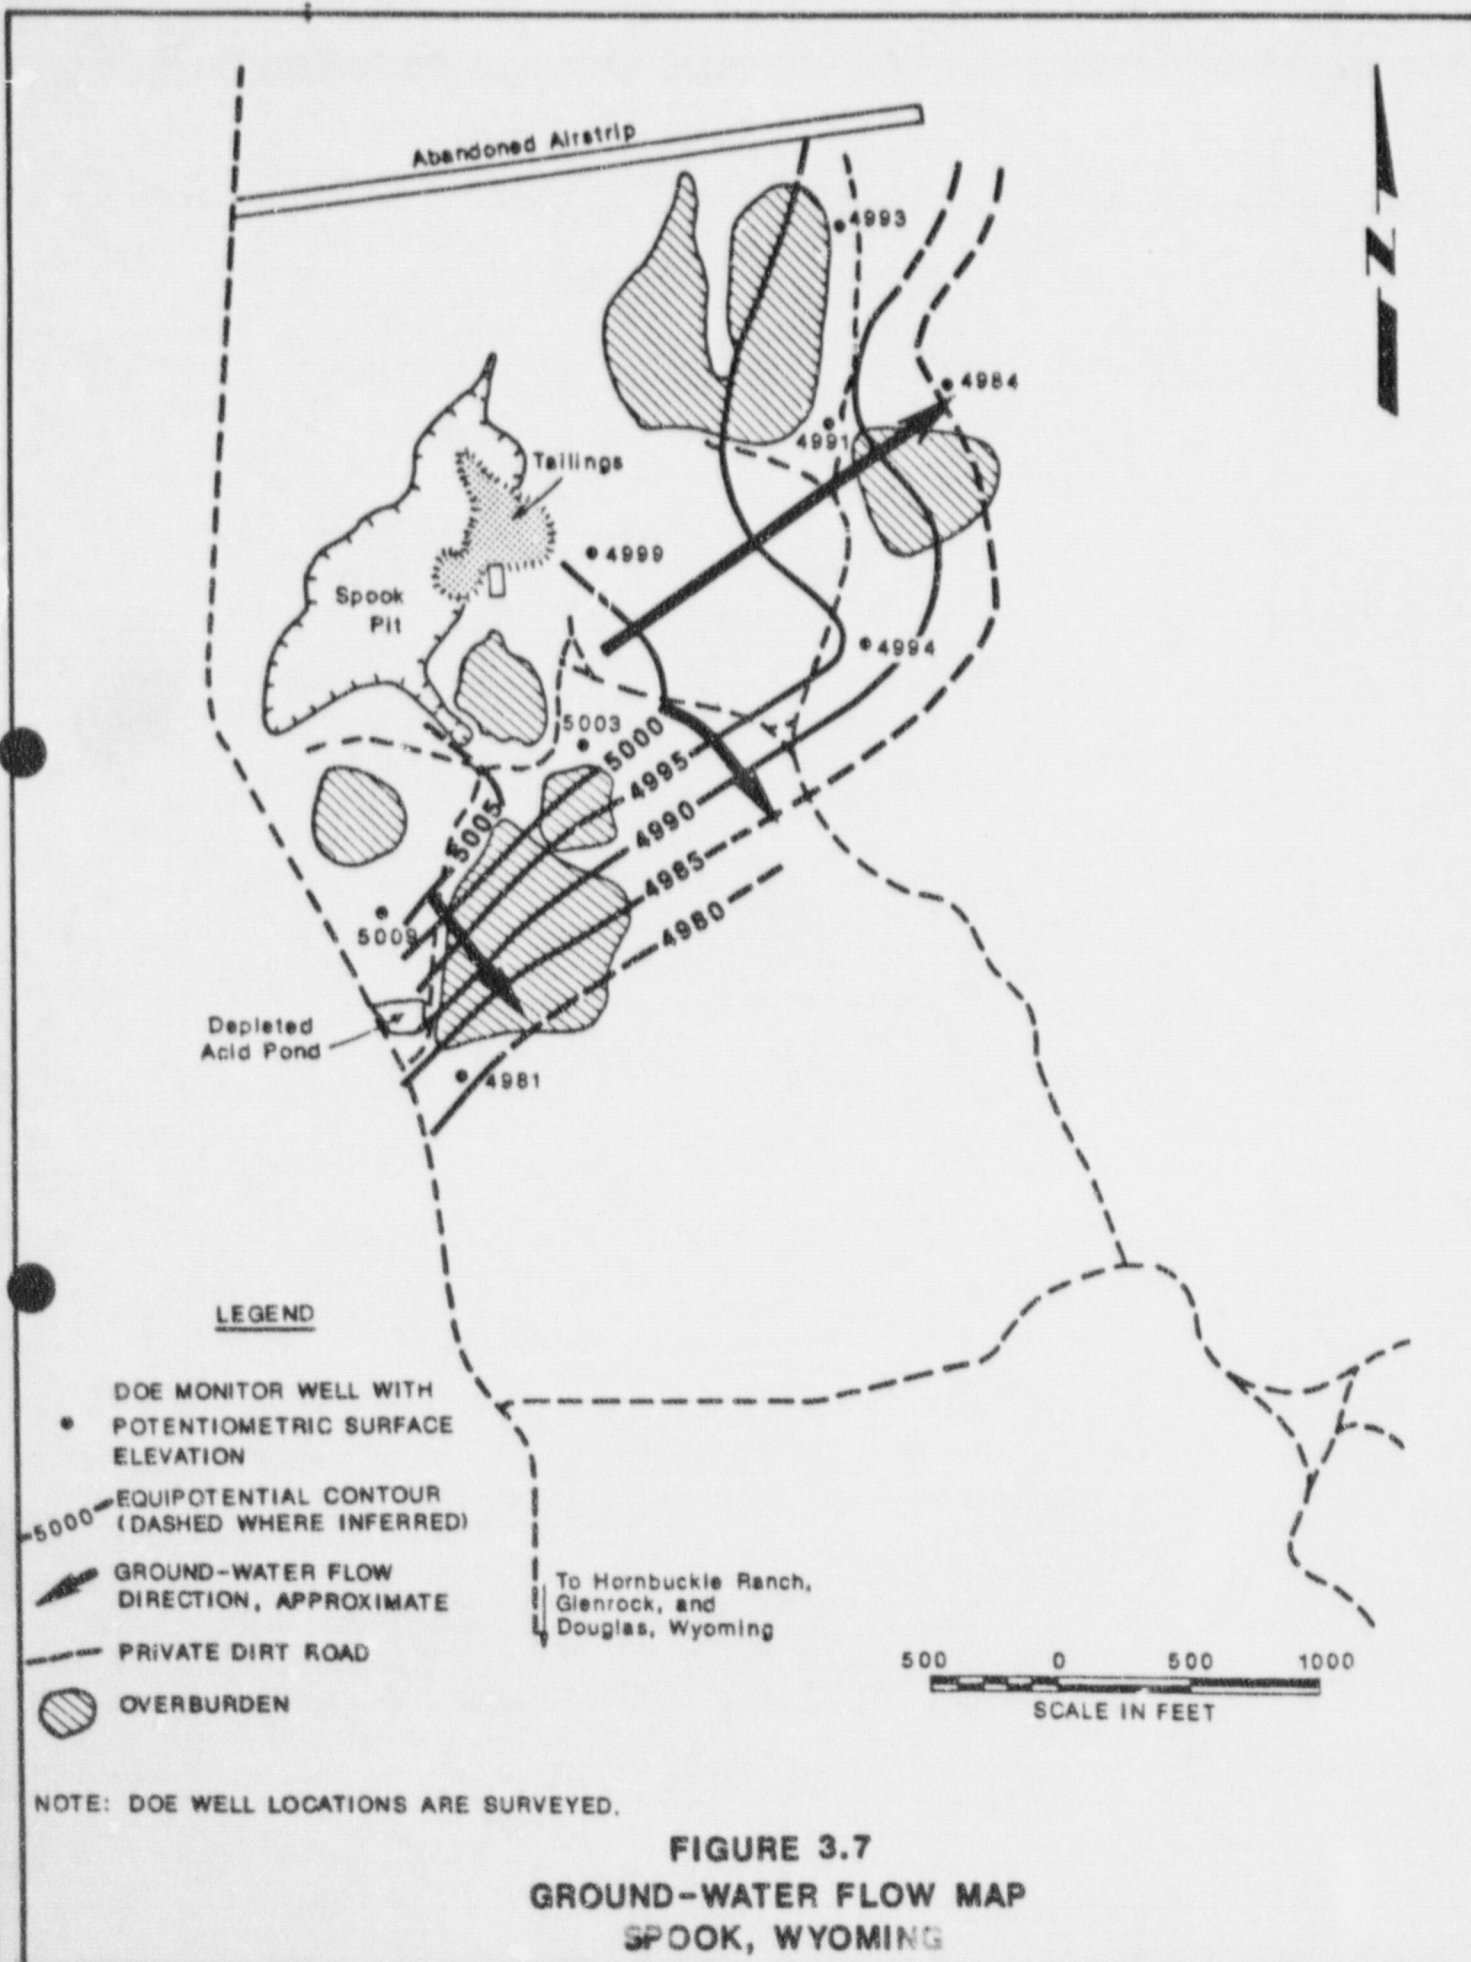 Abandoned Airstrip
N
4993
4984
4991
Tailings
4999
Spook
Pit
4994
5003
5000
4995
5005
4990
4985
4980
5009
Depleted
Acid Pond
4981
LEGEND
DOE MONITOR WELL WITH
POTENTIOMETRIC SURFACE
ELEVATION
5000
EQUIPOTENTIAL CONTOUR
(DASHED WHERE INFERRED)
GROUND-WATER FLOW
DIRECTION, APPROXIMATE
PRIVATE DIRT ROAD
OVERBURDEN
To Hornbuckle Ranch,
Glenrock, and
Douglas, Wyoming
500 0 500 1000
SCALE IN FEET
NOTE: DOE WELL LOCATIONS ARE SURVEYED.
FIGURE 3.7
GROUND-WATER FLOW MAP
SPOOK, WYOMING